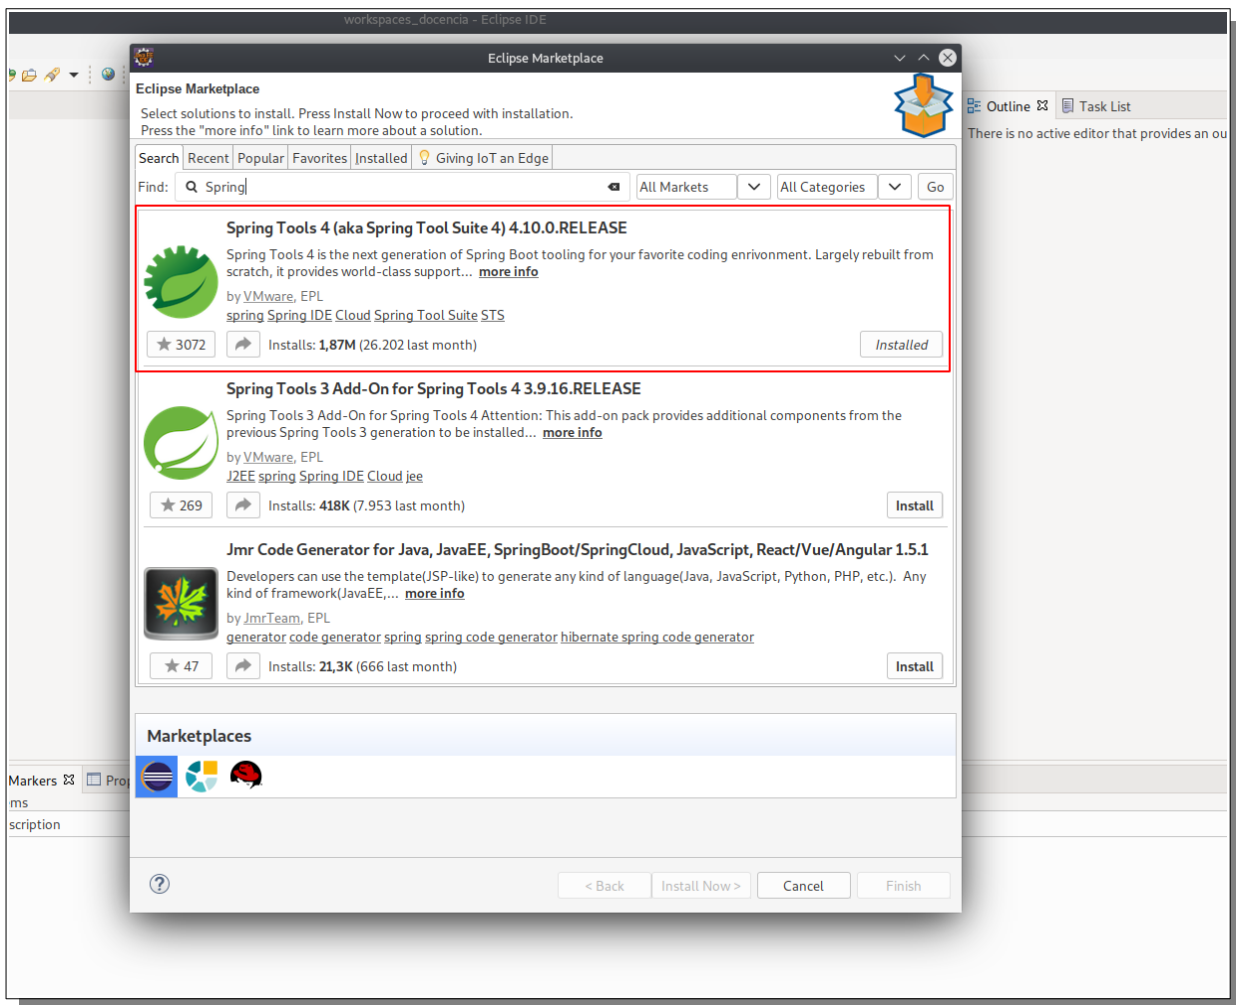 workspaces_docencia - Eclipse IDE
Eclipse Marketplace
Eclipse Marketplace
Select solutions to install. Press Install Now to proceed with installation.
Press the "more info" link to learn more about a solution.
Search Recent Popular Favorites Installed Giving IoT an Edge
Find: Spring All Markets All Categories Go
Spring Tools 4 (aka Spring Tool Suite 4) 4.10.0.RELEASE
Spring Tools 4 is the next generation of Spring Boot tooling for your favorite coding enrivonment. Largely rebuilt from
scratch, it provides world-class support... more info
by VMware, EPL
spring Spring IDE Cloud Spring Tool Suite STS
3072 Installs: 1,87M (26.202 last month) Installed
Spring Tools 3 Add-On for Spring Tools 4 3.9.16.RELEASE
Spring Tools 3 Add-On for Spring Tools 4 Attention: This add-on pack provides additional components from the
previous Spring Tools 3 generation to be installed... more info
by VMware, EPL
J2EE spring Spring IDE Cloud jee
269 Installs: 418K (7.953 last month) Install
Jmr Code Generator for Java, JavaEE, SpringBoot/SpringCloud, JavaScript, React/Vue/Angular 1.5.1
Developers can use the template(JSP-like) to generate any kind of language(Java, JavaScript, Python, PHP, etc.). Any
kind of framework(JavaEE,... more info
by JmrTeam, EPL
generator code generator spring spring code generator hibernate spring code generator
47 Installs: 21,3K (666 last month) Install
Marketplaces
? < Back Install Now > Cancel Finish
Outline Task List
There is no active editor that provides an ou
Markers Pro
ms
scription